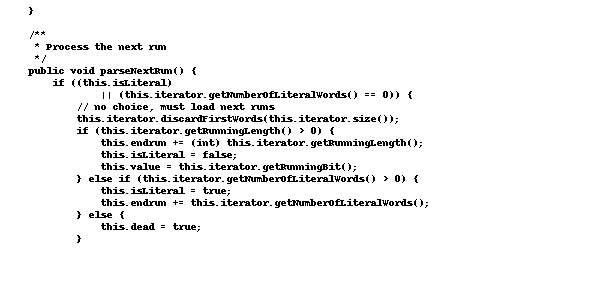 }
/**
 * Process the next run
 */
public void parseNextRun() {
    if ((this.isLiteral)
            || (this.iterator.getNumberOfLiteralWords() == 0)) {
        // no choice, must load next runs
        this.iterator.discardFirstWords(this.iterator.size());
        if (this.iterator.getRunningLength() > 0) {
            this.endrun += (int) this.iterator.getRunningLength();
            this.isLiteral = false;
            this.value = this.iterator.getRunningBit();
        } else if (this.iterator.getNumberOfLiteralWords() > 0) {
            this.isLiteral = true;
            this.endrun += this.iterator.getNumberOfLiteralWords();
        } else {
            this.dead = true;
        }